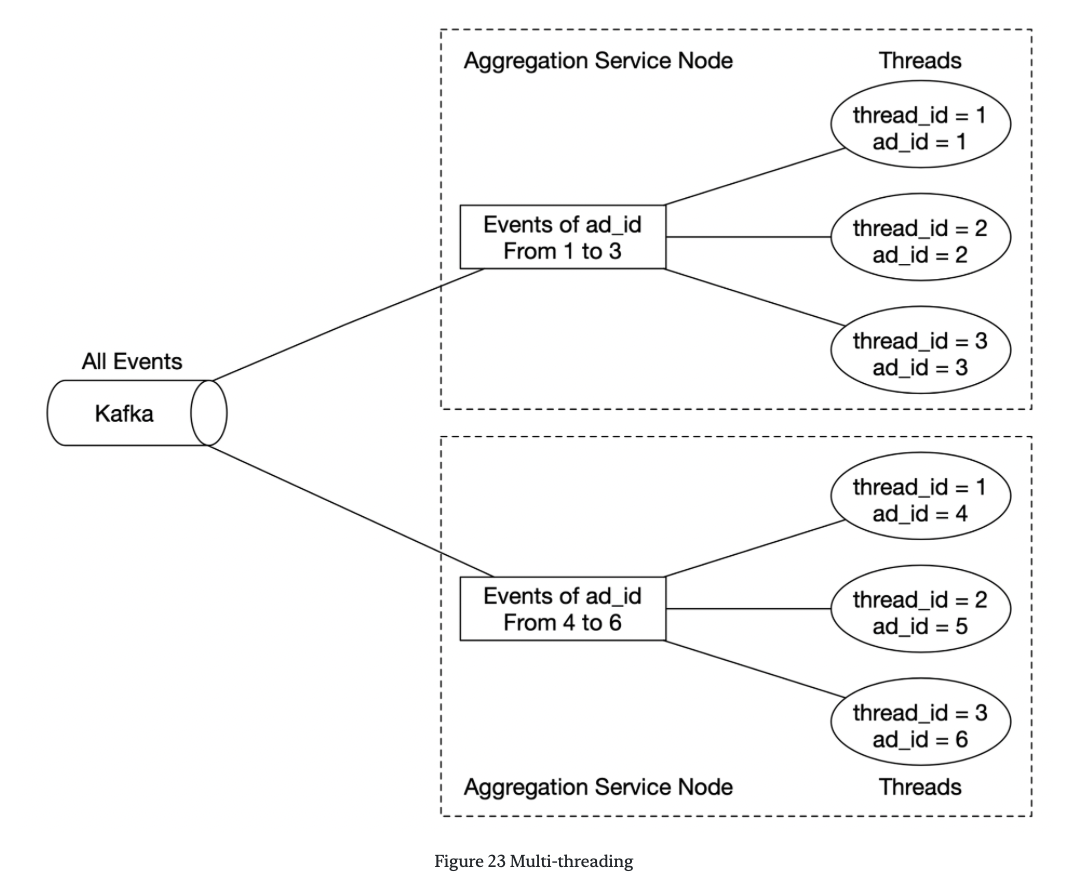 Aggregation Service Node
Threads
thread_id = 1
ad_id = 1
Events of ad_id
From 1 to 3
thread_id = 2
ad_id = 2
thread_id = 3
ad_id = 3
All Events
Kafka
thread_id = 1
ad_id = 4
Events of ad_id
From 4 to 6
thread_id = 2
ad_id = 5
thread_id = 3
ad_id = 6
Aggregation Service Node
Threads
Figure 23 Multi-threading